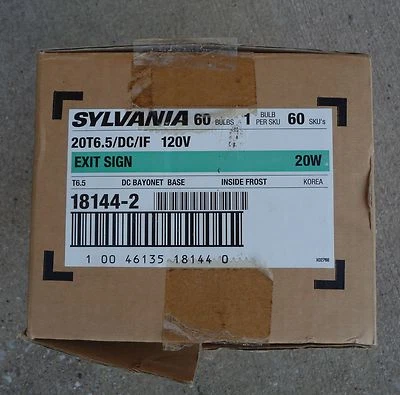 SYLVANIA 60 BULBS 1 BULB PER SKU 60 SKU's
20T6.5/DC/IF 120V
EXIT SIGN 20W
T6.5 DC BAYONET BASE INSIDE FROST KOREA
18144-2
1 00 46135 18144 0